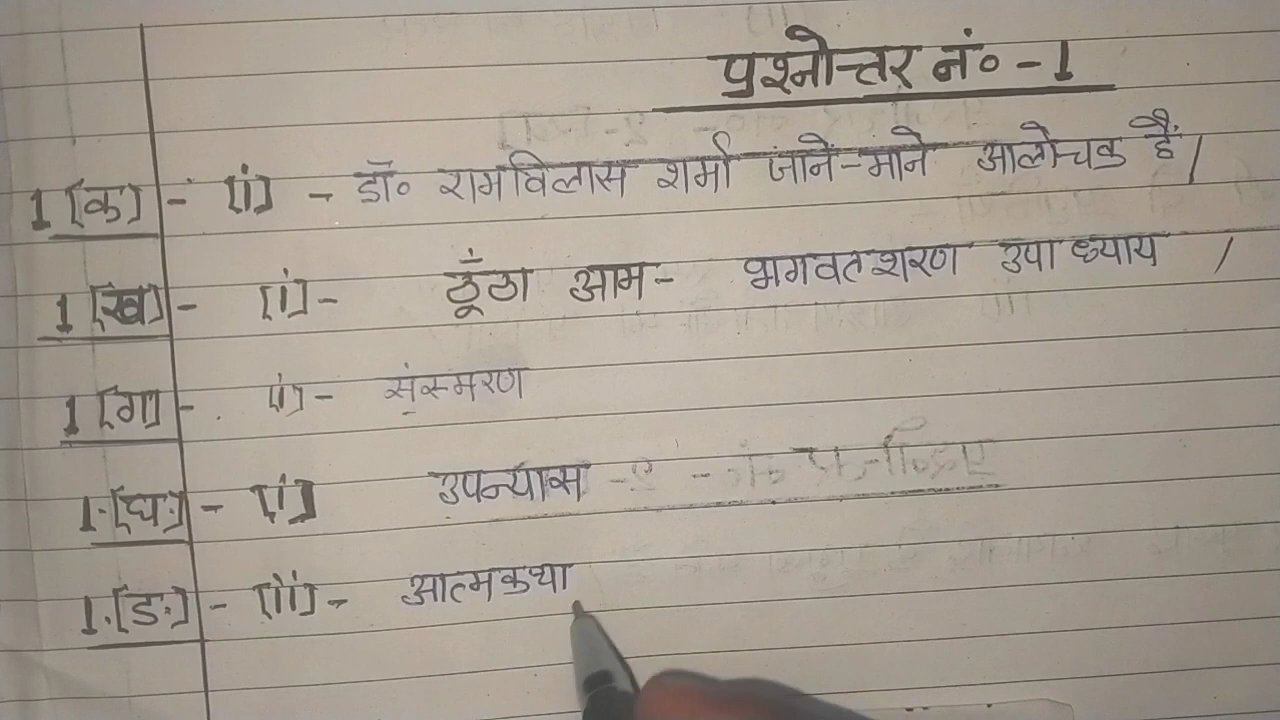 प्रश्नोत्तर नं० - 1
1 [क] - [i] - डॉ० रामविलास शर्मा जाने-माने आलोचक हैं।
1 [ख] - [i] - ठूँठा आम - भगवतशरण उपाध्याय ।
1 [ग] - [i] - संस्मरण
1. [घ.] - [i] उपन्यास
1. [ङ.] - [iii] - आत्मकथा